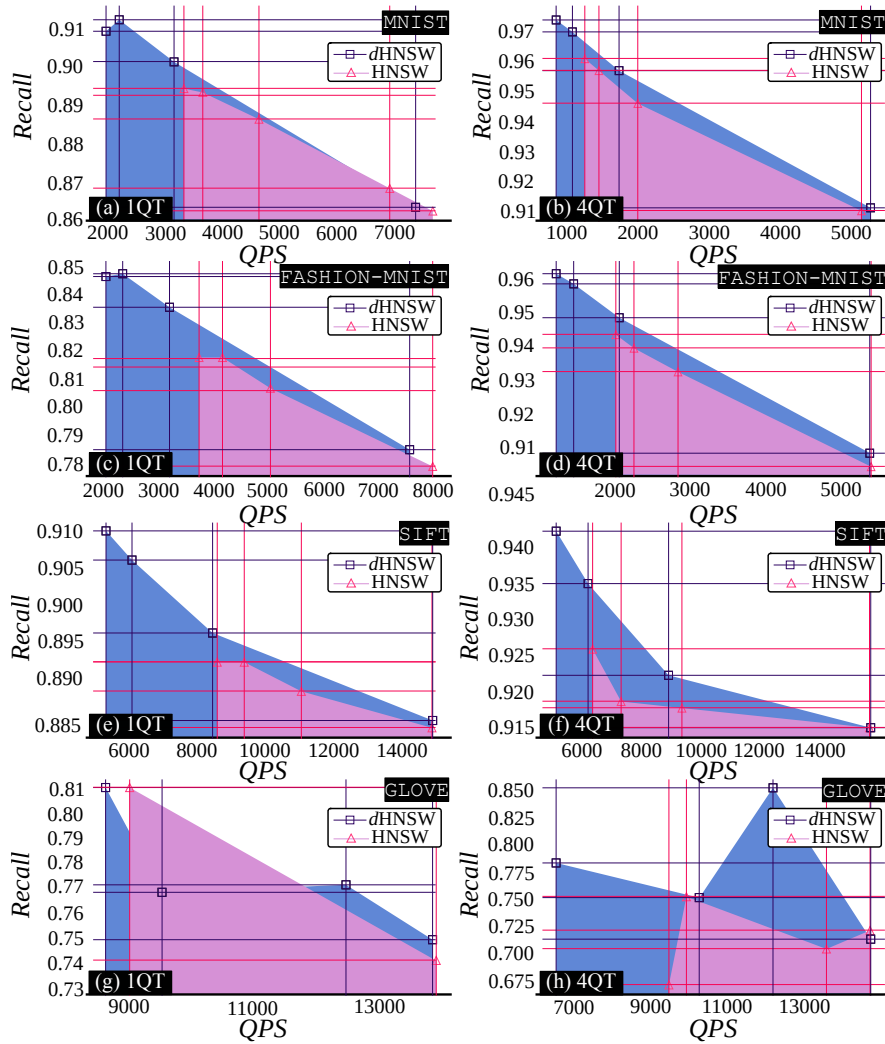 MNIST
0.91
0.90
0.89
0.88
0.87
0.86
Recall
dHNSW
HNSW
(a) 1QT
2000 3000 4000 5000 6000 7000
QPS
MNIST
0.97
0.96
0.95
0.94
0.93
0.92
0.91
Recall
dHNSW
HNSW
(b) 4QT
1000 2000 3000 4000 5000
QPS
FASHION-MNIST
0.85
0.84
0.83
0.82
0.81
0.80
0.79
0.78
Recall
dHNSW
HNSW
(c) 1QT
2000 3000 4000 5000 6000 7000 8000
QPS
FASHION-MNIST
0.96
0.95
0.94
0.93
0.92
0.91
Recall
dHNSW
HNSW
(d) 4QT
2000 3000 4000 5000
QPS
SIFT
0.910
0.905
0.900
0.895
0.890
0.885
Recall
dHNSW
HNSW
(e) 1QT
6000 8000 10000 12000 14000
QPS
SIFT
0.945
0.940
0.935
0.930
0.925
0.920
0.915
Recall
dHNSW
HNSW
(f) 4QT
6000 8000 10000 12000 14000
QPS
GLOVE
0.81
0.80
0.79
0.78
0.77
0.76
0.75
0.74
0.73
Recall
dHNSW
HNSW
(g) 1QT
9000 11000 13000
QPS
GLOVE
0.850
0.825
0.800
0.775
0.750
0.725
0.700
0.675
Recall
dHNSW
HNSW
(h) 4QT
7000 9000 11000 13000
QPS